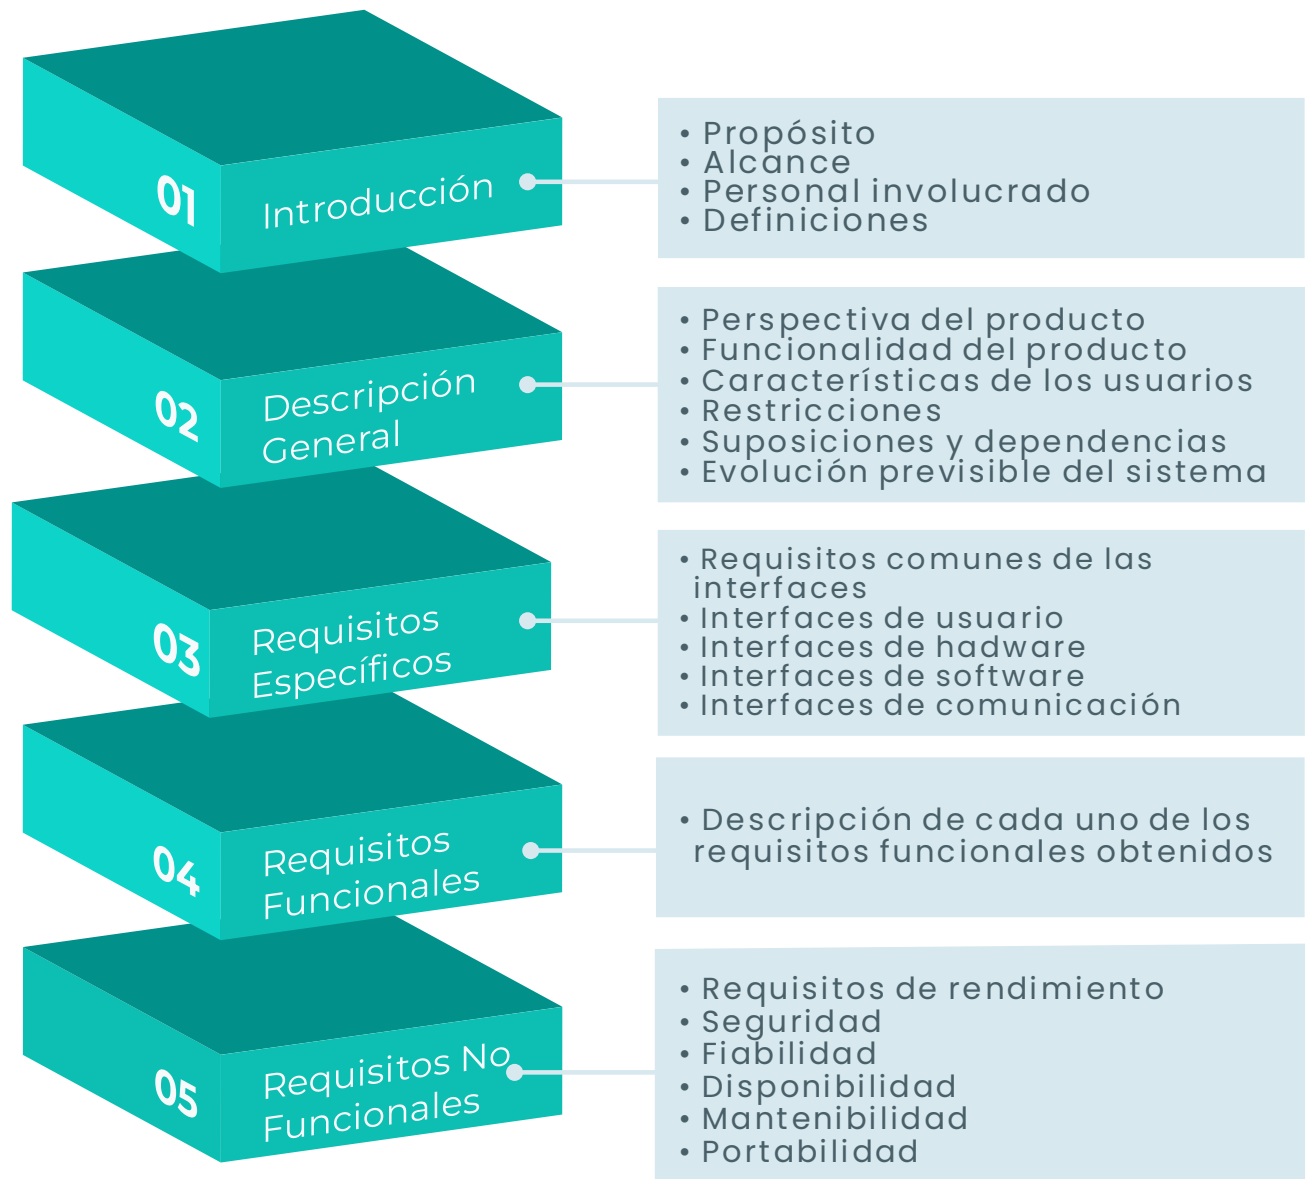 01
Introducción
• Propósito
• Alcance
• Personal involucrado
• Definiciones
02
Descripción
General
• Perspectiva del producto
• Funcionalidad del producto
• Características de los usuarios
• Restricciones
• Suposiciones y dependencias
• Evolución previsible del sistema
03
Requisitos
Específicos
• Requisitos comunes de las
interfaces
• Interfaces de usuario
• Interfaces de hadware
• Interfaces de software
• Interfaces de comunicación
04
Requisitos
Funcionales
• Descripción de cada uno de los
requisitos funcionales obtenidos
05
Requisitos No
Funcionales
• Requisitos de rendimiento
• Seguridad
• Fiabilidad
• Disponibilidad
• Mantenibilidad
• Portabilidad